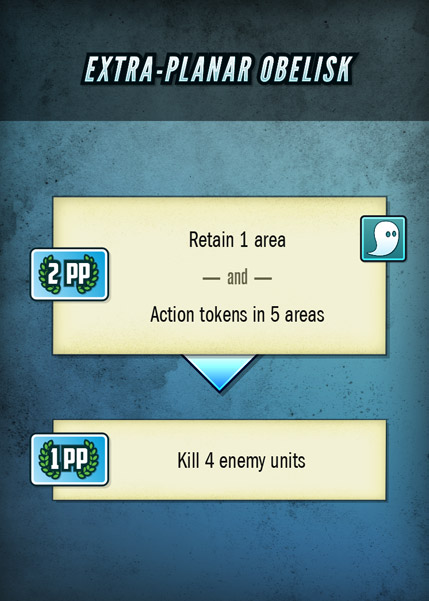 EXTRA-PLANAR OBELISK
2 PP
Retain 1 area
— and —
Action tokens in 5 areas
1 PP
Kill 4 enemy units